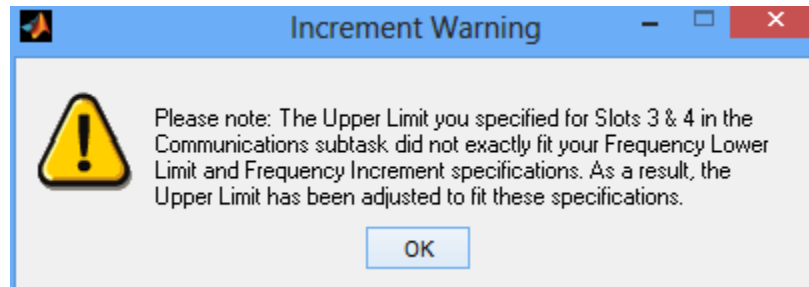 Increment Warning
Please note: The Upper Limit you specified for Slots 3 & 4 in the
Communications subtask did not exactly fit your Frequency Lower
Limit and Frequency Increment specifications. As a result, the
Upper Limit has been adjusted to fit these specifications.
OK